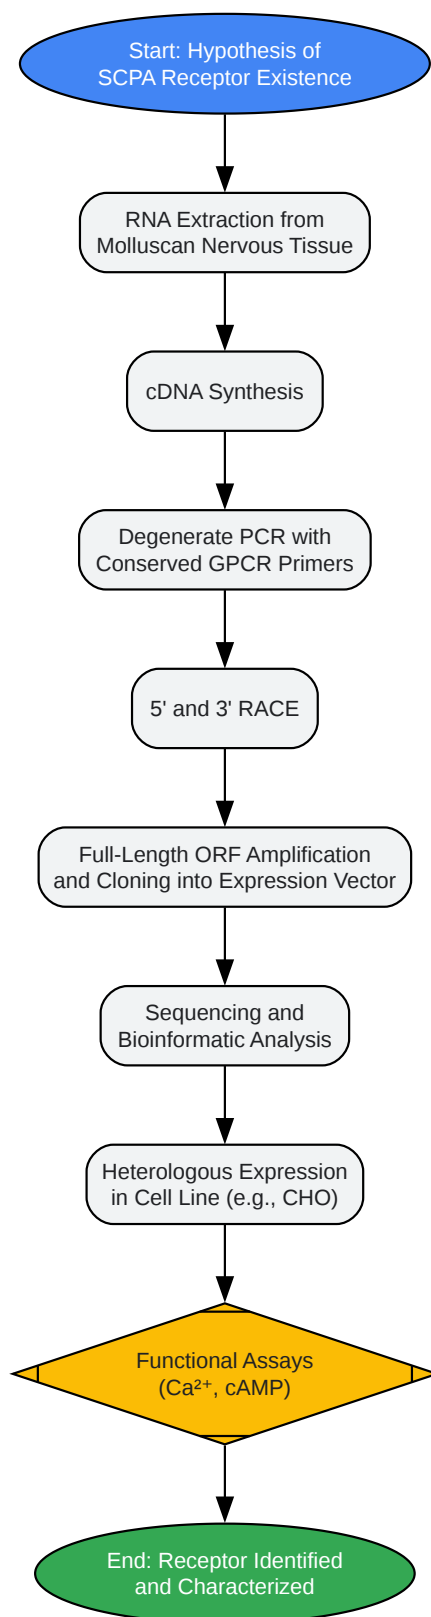 Start: Hypothesis of
SCPA Receptor Existence
RNA Extraction from
Molluscan Nervous Tissue
cDNA Synthesis
Degenerate PCR with
Conserved GPCR Primers
5' and 3' RACE
Full-Length ORF Amplification
and Cloning into Expression Vector
Sequencing and
Bioinformatic Analysis
Heterologous Expression
in Cell Line (e.g., CHO)
Functional Assays
(Ca²⁺, cAMP)
End: Receptor Identified
and Characterized